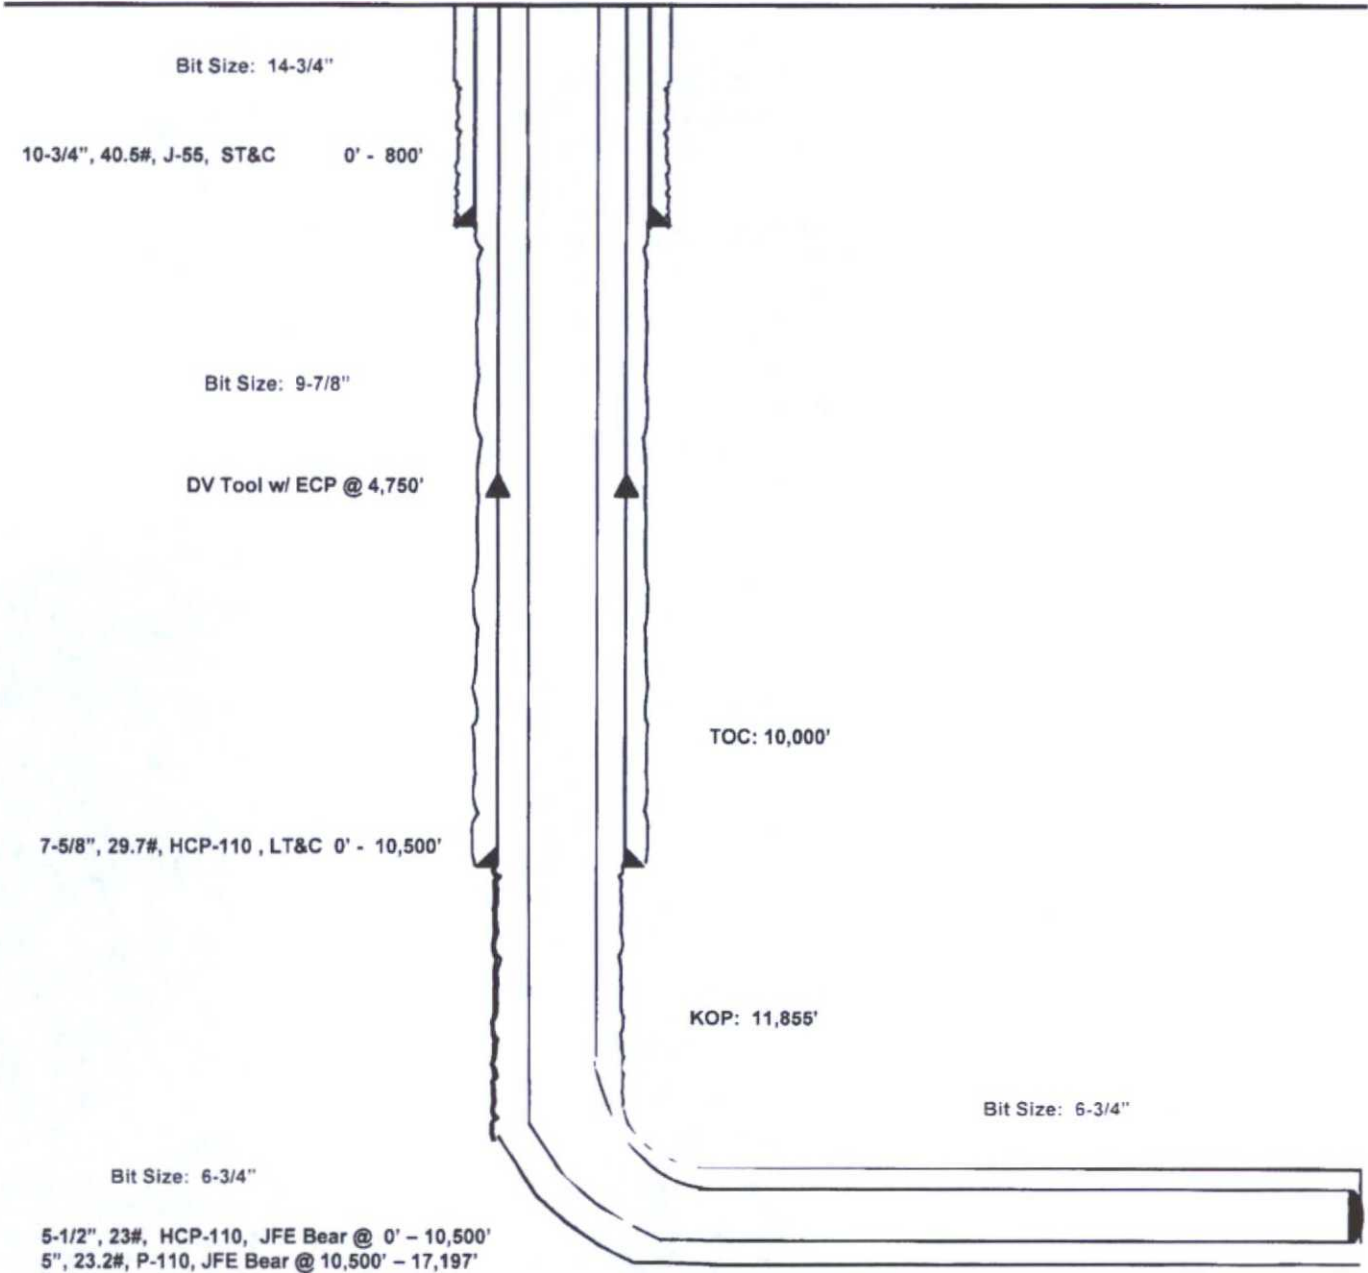 Bit Size: 14-3/4"
10-3/4", 40.5#, J-55, ST&C 0' - 800'
Bit Size: 9-7/8"
DV Tool w/ ECP @ 4,750'
TOC: 10,000'
7-5/8", 29.7#, HCP-110 , LT&C 0' - 10,500'
KOP: 11,855'
Bit Size: 6-3/4"
Bit Size: 6-3/4"
5-1/2", 23#, HCP-110, JFE Bear @ 0' – 10,500'
5", 23.2#, P-110, JFE Bear @ 10,500' – 17,197'